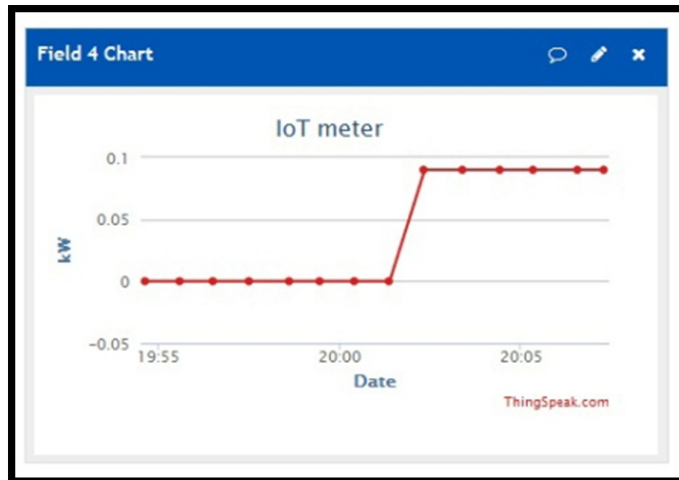 Field 4 Chart
IoT meter
0.1
0.05
0
-0.05
kW
19:55 20:00 20:05
Date
ThingSpeak.com